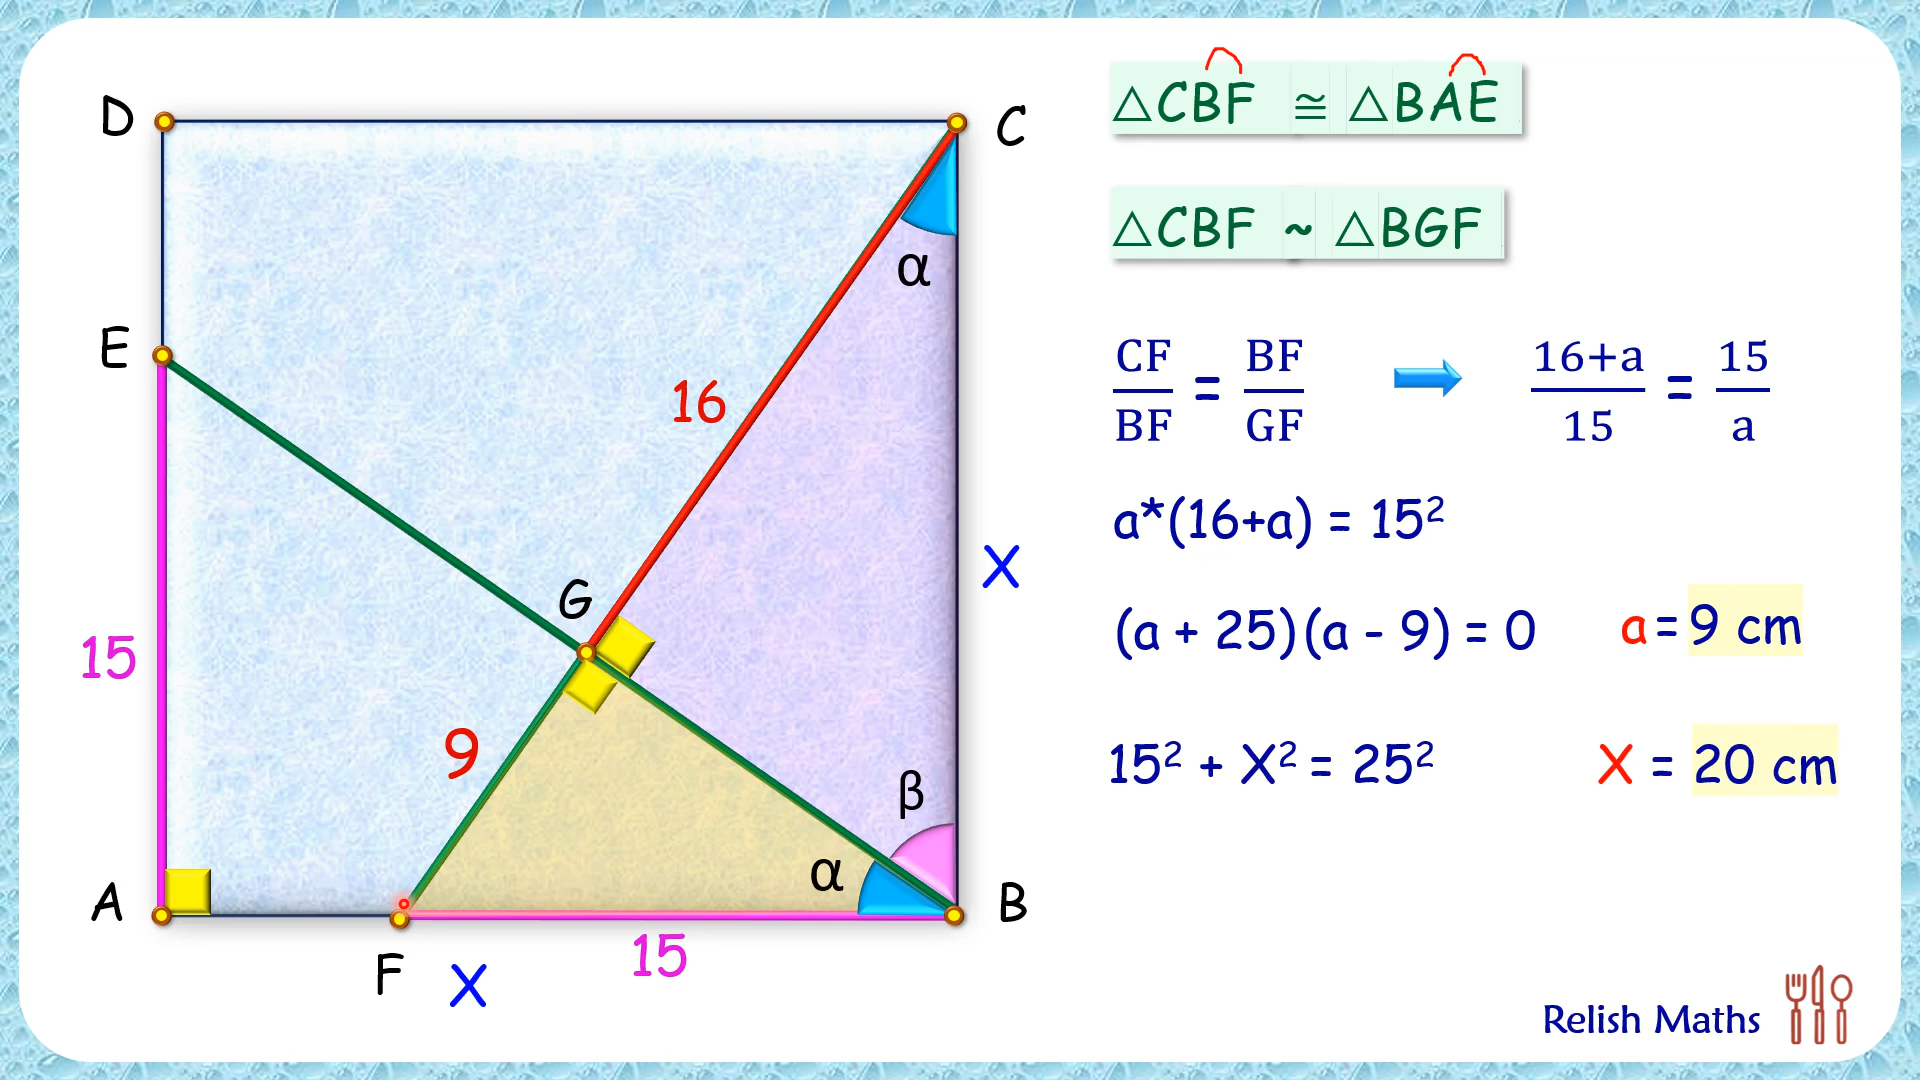 D
C
E
α
16
X
G
15
9
β
α
A
B
F
X
15
△CBF ≅ △BAE
△CBF ~ △BGF
CF/BF = BF/GF 16+a/15 = 15/a
a*(16+a) = 15²
(a + 25)(a - 9) = 0 a = 9 cm
15² + X² = 25² X = 20 cm
Relish Maths